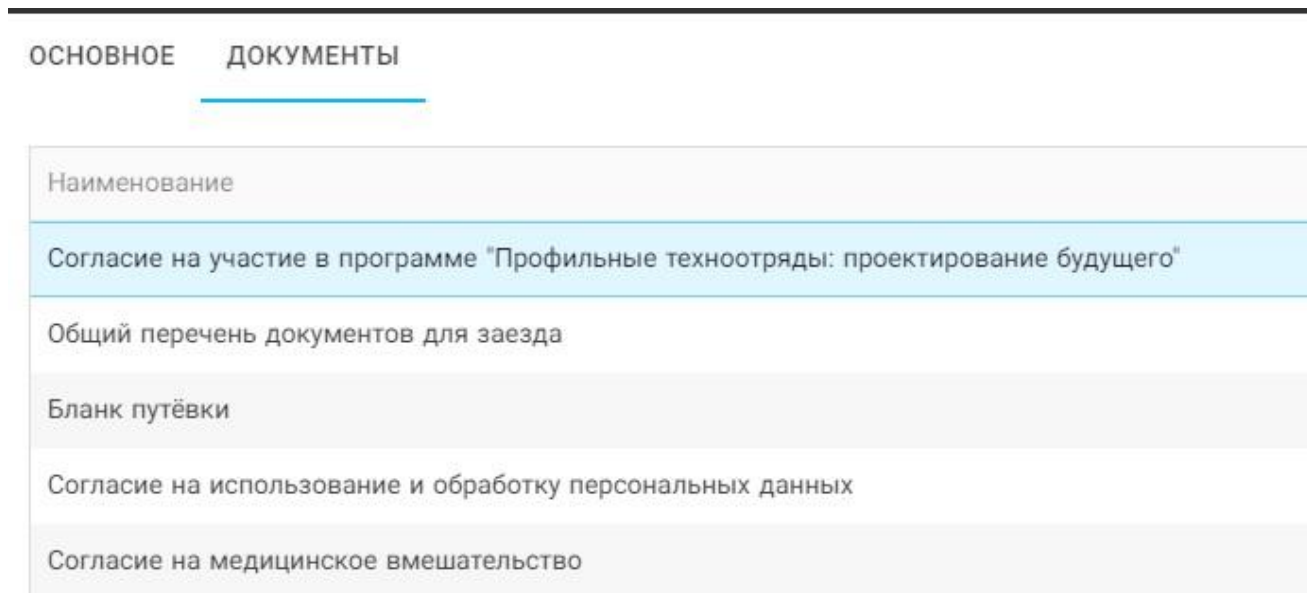 ОСНОВНОЕ ДОКУМЕНТЫ
Наименование
Согласие на участие в программе "Профильные техноотряды: проектирование будущего"
Общий перечень документов для заезда
Бланк путёвки
Согласие на использование и обработку персональных данных
Согласие на медицинское вмешательство